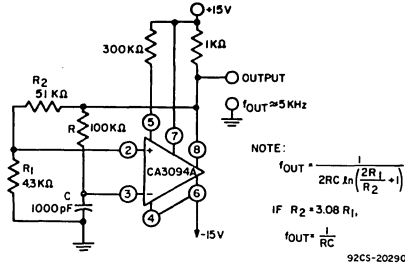 +15V
300KΩ
1KΩ
R2
51 KΩ
OUTPUT
R
100KΩ
fOUT≈5KHz
5
7
8
2
+
CA3094A
R1
43KΩ
3
−
6
C
1000pF
4
−15V
NOTE:
fOUT = 1 / 2RC ln(2R1/R2 +1)
IF R2=3.08 R1,
fOUT= 1/RC
92CS-20290